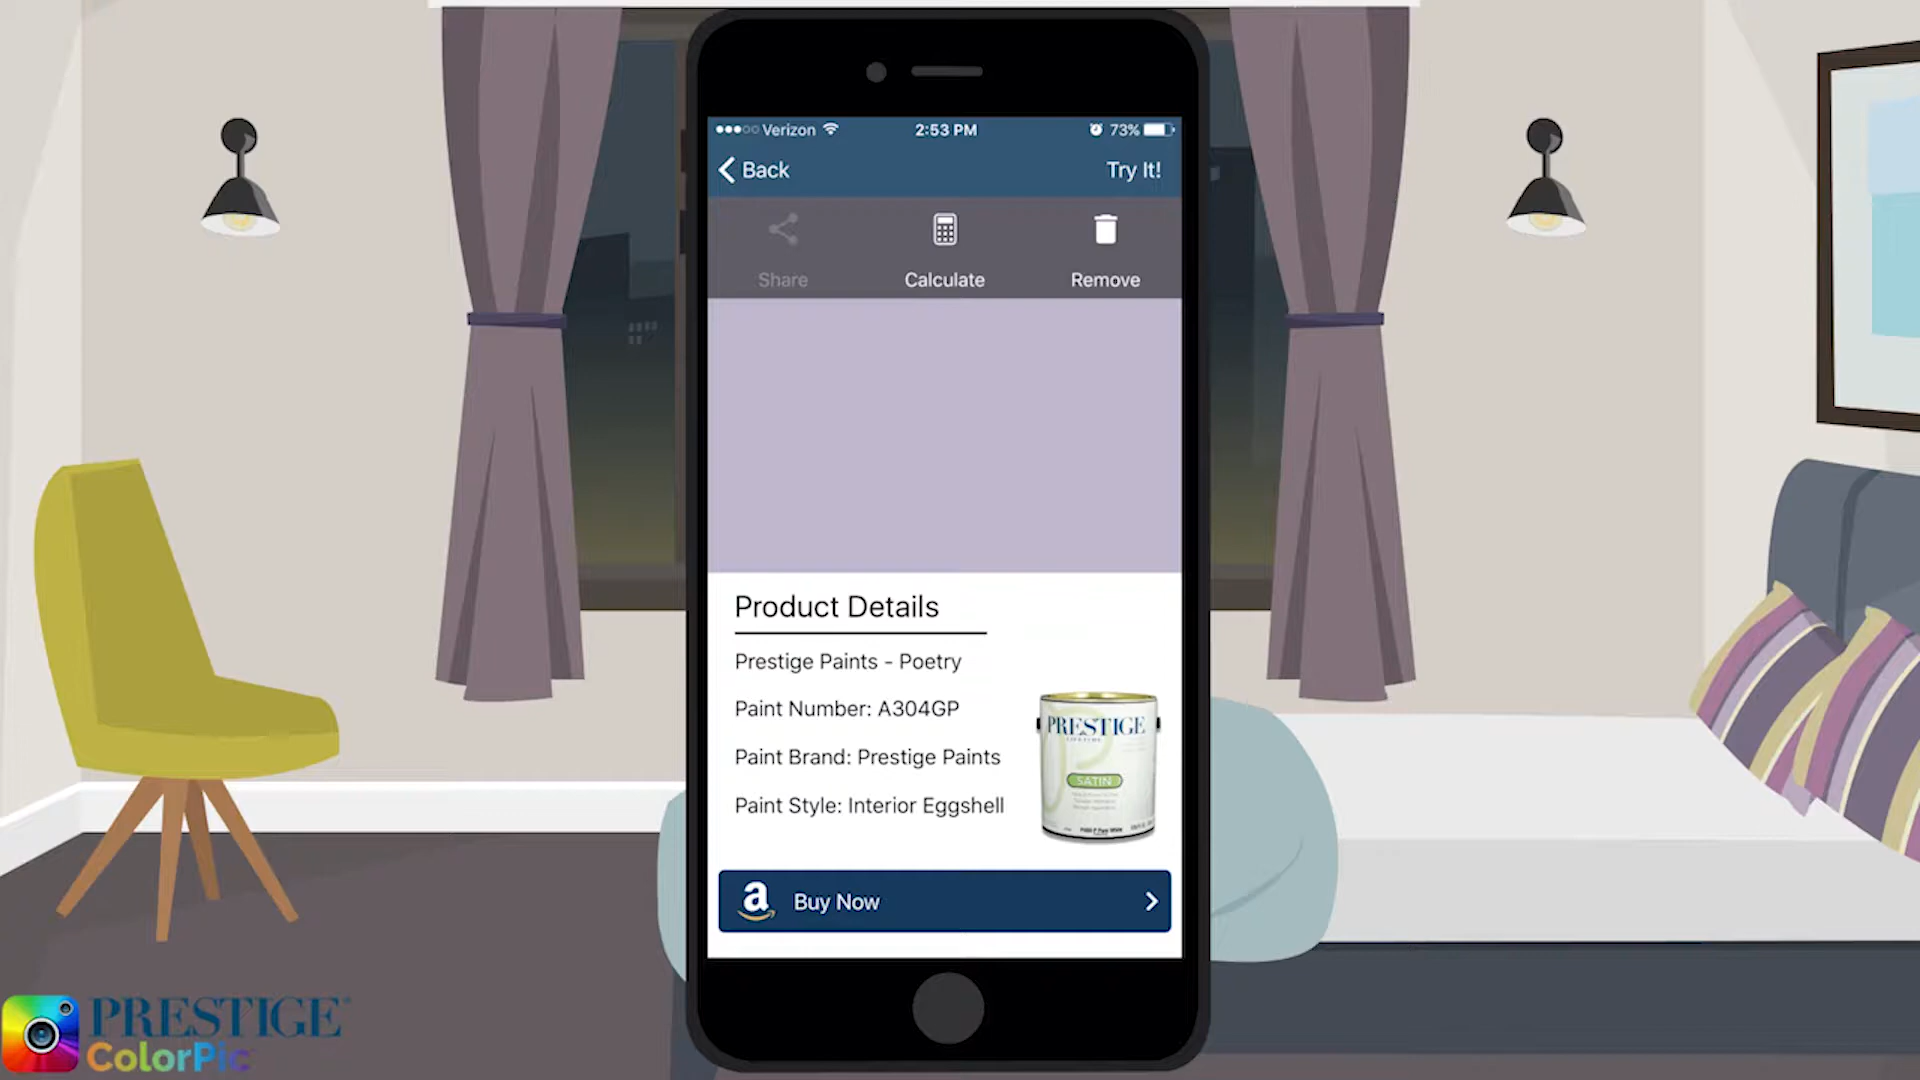 Verizon 2:53 PM 73%
Back Try It!
Share Calculate Remove
Product Details
Prestige Paints - Poetry
Paint Number: A304GP
PRESTIGE
Paint Brand: Prestige Paints
SATIN
Paint Style: Interior Eggshell
a Buy Now
PRESTIGE
ColorPic